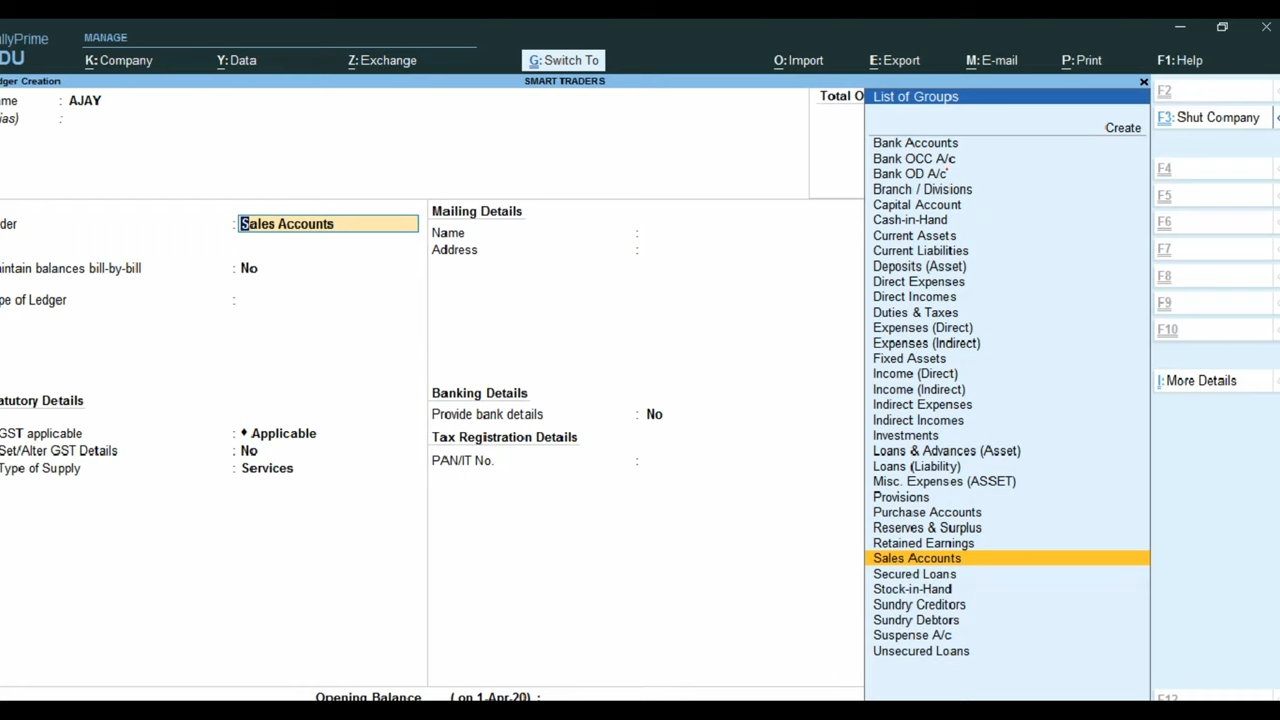 llyPrime
DU
MANAGE
K: Company
Y: Data
Z: Exchange
G: Switch To
O: Import
E: Export
M: E-mail
P: Print
F1: Help
dger Creation
SMART TRADERS
me : AJAY
ias) :
Total O
der : Sales Accounts
intain balances bill-by-bill : No
pe of Ledger :
atutory Details
GST applicable : ♦ Applicable
Set/Alter GST Details : No
Type of Supply : Services
Mailing Details
Name :
Address :
Banking Details
Provide bank details : No
Tax Registration Details
PAN/IT No. :
Opening Balance ( on 1-Apr-20) :
List of Groups
Create
Bank Accounts
Bank OCC A/c
Bank OD A/c
Branch / Divisions
Capital Account
Cash-in-Hand
Current Assets
Current Liabilities
Deposits (Asset)
Direct Expenses
Direct Incomes
Duties & Taxes
Expenses (Direct)
Expenses (Indirect)
Fixed Assets
Income (Direct)
Income (Indirect)
Indirect Expenses
Indirect Incomes
Investments
Loans & Advances (Asset)
Loans (Liability)
Misc. Expenses (ASSET)
Provisions
Purchase Accounts
Reserves & Surplus
Retained Earnings
Sales Accounts
Secured Loans
Stock-in-Hand
Sundry Creditors
Sundry Debtors
Suspense A/c
Unsecured Loans
F2
F3: Shut Company
F4
F5
F6
F7
F8
F9
F10
I: More Details
F12